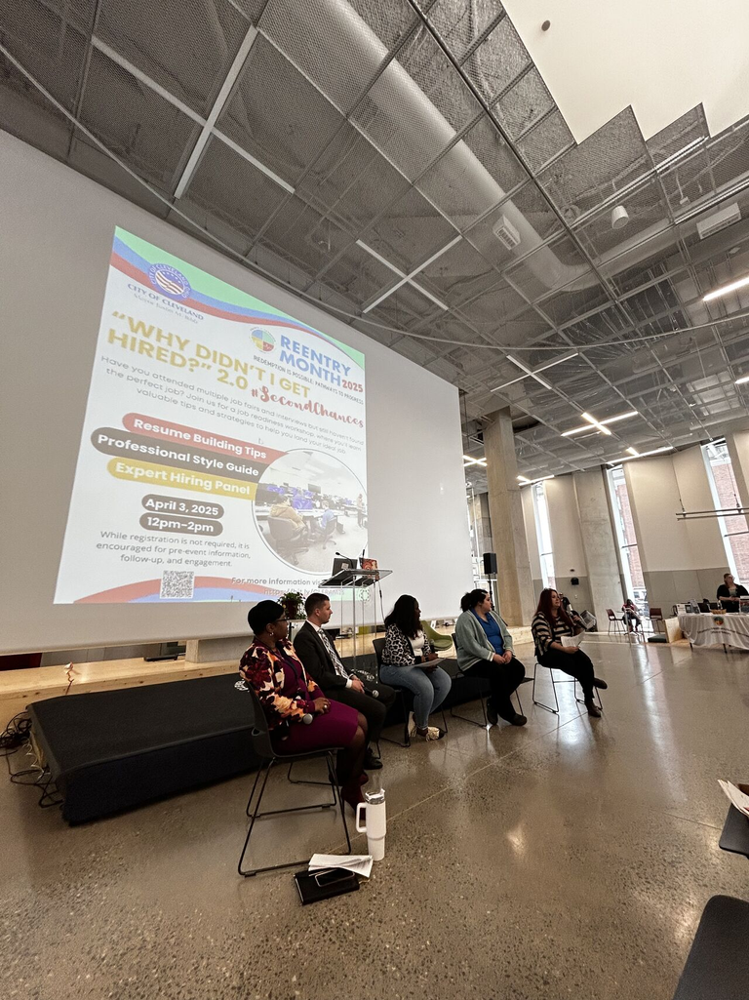 CITY OF CLEVELAND
"WHY DIDN'T I GET
HIRED?" 2.0
REENTRY
MONTH 2025
REDEMPTION IS POSSIBLE, PATHWAYS TO PROGRESS
#SecondChances
Have you attended multiple job fairs and interviews but still haven't found
the perfect job? Join us for a job readiness workshop, where you'll learn
valuable tips and strategies to help you land your ideal job.
Resume Building Tips
Professional Style Guide
Expert Hiring Panel
April 3, 2025
12pm-2pm
While registration is not required, it is
encouraged for pre-event information,
follow-up, and engagement.
For more information